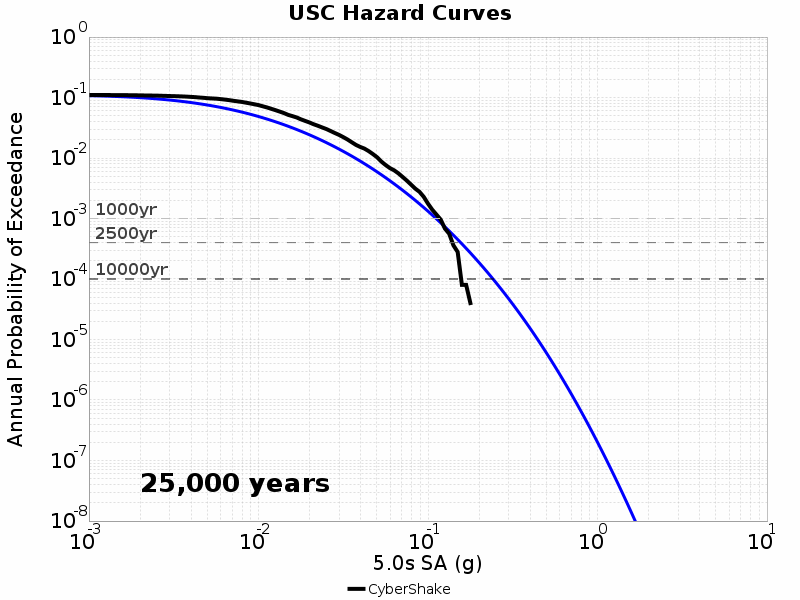 USC Hazard Curves
Annual Probability of Exceedance
10^0
10^-1
10^-2
10^-3
10^-4
10^-5
10^-6
10^-7
10^-8
1000yr
2500yr
10000yr
25,000 years
10^-3 10^-2 10^-1 10^0 10^1
5.0s SA (g)
CyberShake